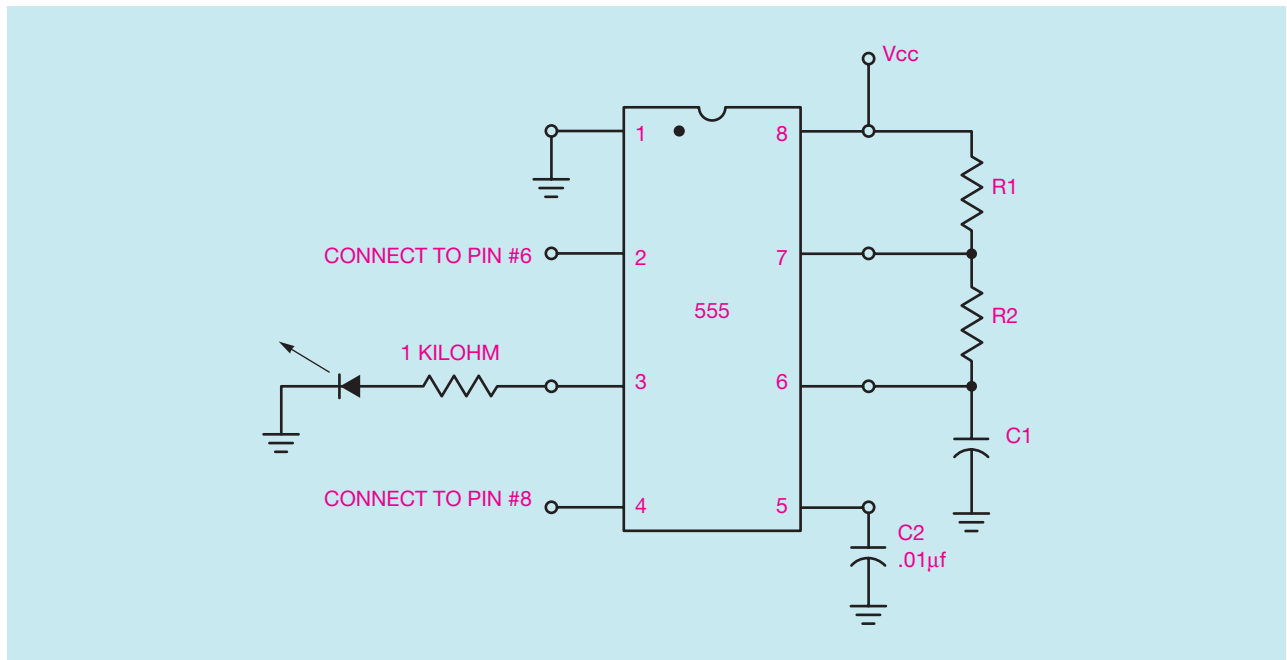 Vcc
1
8
R1
CONNECT TO PIN #6
2
7
555
R2
1 KILOHM
3
6
C1
CONNECT TO PIN #8
4
5
C2
.01µf